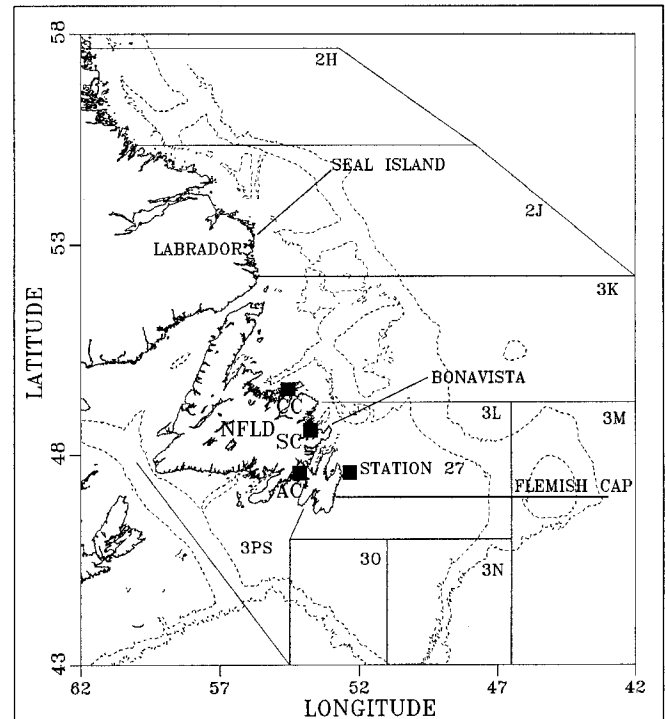 58
2H
SEAL ISLAND
2J
LABRADOR
53
3K
LATITUDE
BONAVISTA
CC
3L
3M
NFLD
SC
48
STATION 27
AC
FLEMISH CAP
3PS
3O
3N
43
62
57
52
47
42
LONGITUDE